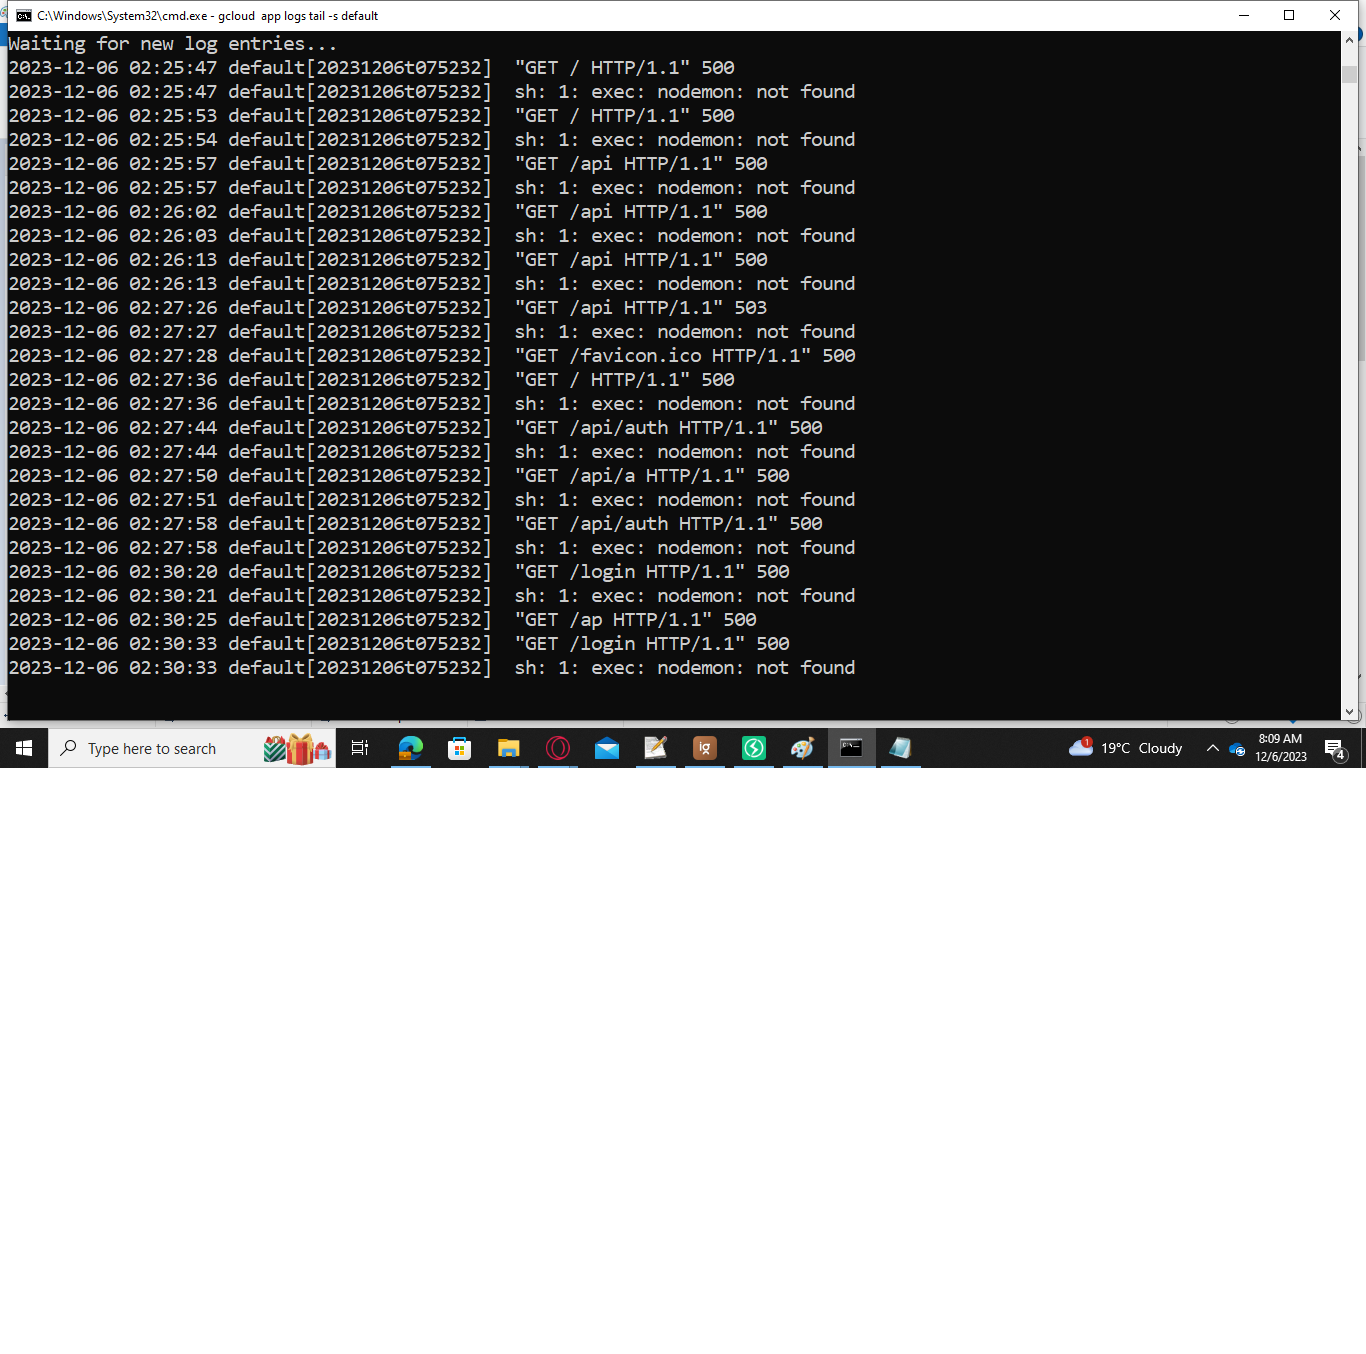 C:\Windows\System32\cmd.exe - gcloud  app logs tail -s default
Waiting for new log entries...
2023-12-06 02:25:47 default[20231206t075232]  "GET / HTTP/1.1" 500
2023-12-06 02:25:47 default[20231206t075232]  sh: 1: exec: nodemon: not found
2023-12-06 02:25:53 default[20231206t075232]  "GET / HTTP/1.1" 500
2023-12-06 02:25:54 default[20231206t075232]  sh: 1: exec: nodemon: not found
2023-12-06 02:25:57 default[20231206t075232]  "GET /api HTTP/1.1" 500
2023-12-06 02:25:57 default[20231206t075232]  sh: 1: exec: nodemon: not found
2023-12-06 02:26:02 default[20231206t075232]  "GET /api HTTP/1.1" 500
2023-12-06 02:26:03 default[20231206t075232]  sh: 1: exec: nodemon: not found
2023-12-06 02:26:13 default[20231206t075232]  "GET /api HTTP/1.1" 500
2023-12-06 02:26:13 default[20231206t075232]  sh: 1: exec: nodemon: not found
2023-12-06 02:27:26 default[20231206t075232]  "GET /api HTTP/1.1" 503
2023-12-06 02:27:27 default[20231206t075232]  sh: 1: exec: nodemon: not found
2023-12-06 02:27:28 default[20231206t075232]  "GET /favicon.ico HTTP/1.1" 500
2023-12-06 02:27:36 default[20231206t075232]  "GET / HTTP/1.1" 500
2023-12-06 02:27:36 default[20231206t075232]  sh: 1: exec: nodemon: not found
2023-12-06 02:27:44 default[20231206t075232]  "GET /api/auth HTTP/1.1" 500
2023-12-06 02:27:44 default[20231206t075232]  sh: 1: exec: nodemon: not found
2023-12-06 02:27:50 default[20231206t075232]  "GET /api/a HTTP/1.1" 500
2023-12-06 02:27:51 default[20231206t075232]  sh: 1: exec: nodemon: not found
2023-12-06 02:27:58 default[20231206t075232]  "GET /api/auth HTTP/1.1" 500
2023-12-06 02:27:58 default[20231206t075232]  sh: 1: exec: nodemon: not found
2023-12-06 02:30:20 default[20231206t075232]  "GET /login HTTP/1.1" 500
2023-12-06 02:30:21 default[20231206t075232]  sh: 1: exec: nodemon: not found
2023-12-06 02:30:25 default[20231206t075232]  "GET /ap HTTP/1.1" 500
2023-12-06 02:30:33 default[20231206t075232]  "GET /login HTTP/1.1" 500
2023-12-06 02:30:33 default[20231206t075232]  sh: 1: exec: nodemon: not found
Type here to search
ig
1
19°C Cloudy
8:09 AM
12/6/2023
4